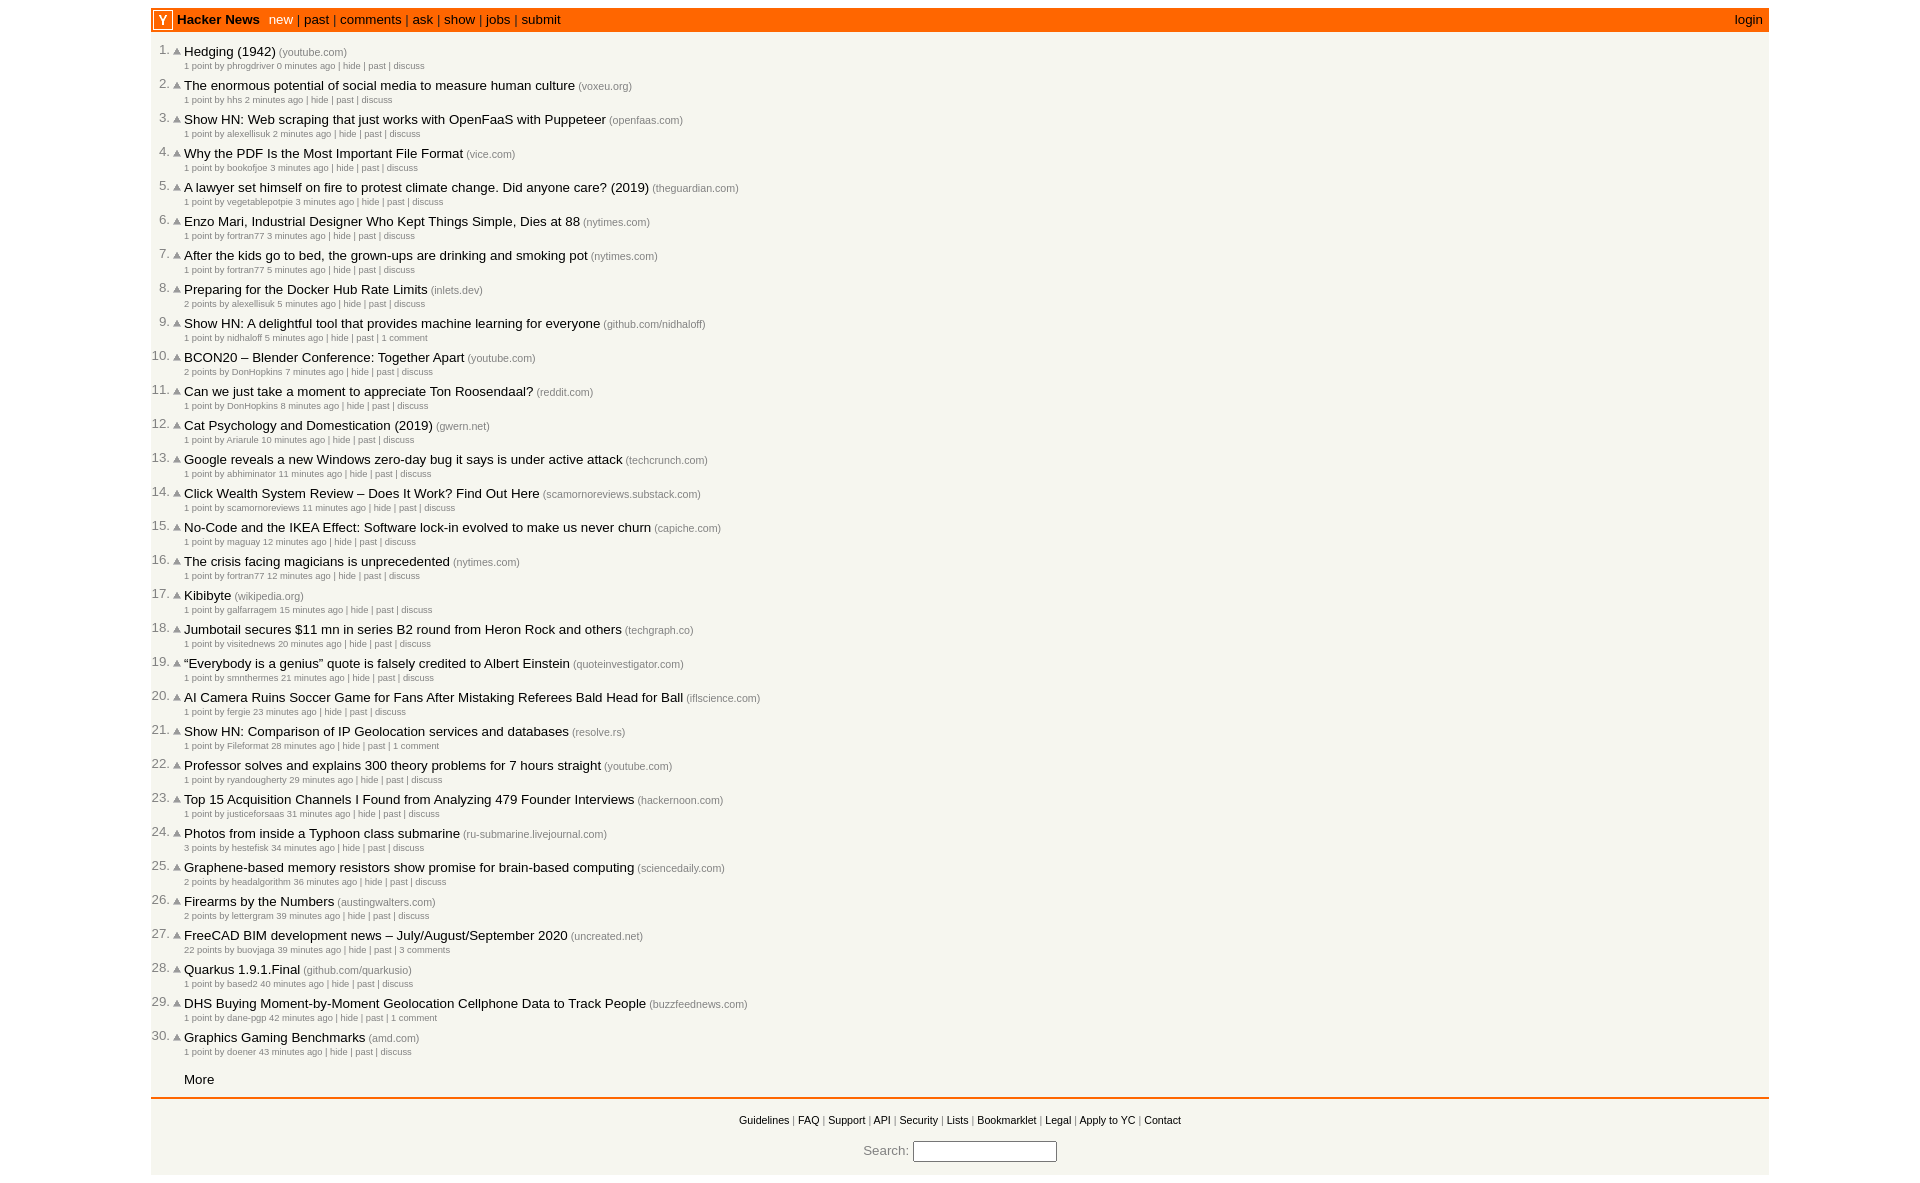 Y Hacker News new | past | comments | ask | show | jobs | submit login
1. Hedging (1942) (youtube.com)
1 point by phrogdriver 0 minutes ago | hide | past | discuss
2. The enormous potential of social media to measure human culture (voxeu.org)
1 point by hhs 2 minutes ago | hide | past | discuss
3. Show HN: Web scraping that just works with OpenFaaS with Puppeteer (openfaas.com)
1 point by alexellisuk 2 minutes ago | hide | past | discuss
4. Why the PDF Is the Most Important File Format (vice.com)
1 point by bookofjoe 3 minutes ago | hide | past | discuss
5. A lawyer set himself on fire to protest climate change. Did anyone care? (2019) (theguardian.com)
1 point by vegetablepotpie 3 minutes ago | hide | past | discuss
6. Enzo Mari, Industrial Designer Who Kept Things Simple, Dies at 88 (nytimes.com)
1 point by fortran77 3 minutes ago | hide | past | discuss
7. After the kids go to bed, the grown-ups are drinking and smoking pot (nytimes.com)
1 point by fortran77 5 minutes ago | hide | past | discuss
8. Preparing for the Docker Hub Rate Limits (inlets.dev)
2 points by alexellisuk 5 minutes ago | hide | past | discuss
9. Show HN: A delightful tool that provides machine learning for everyone (github.com/nidhaloff)
1 point by nidhaloff 5 minutes ago | hide | past | 1 comment
10. BCON20 – Blender Conference: Together Apart (youtube.com)
2 points by DonHopkins 7 minutes ago | hide | past | discuss
11. Can we just take a moment to appreciate Ton Roosendaal? (reddit.com)
1 point by DonHopkins 8 minutes ago | hide | past | discuss
12. Cat Psychology and Domestication (2019) (gwern.net)
1 point by Ariarule 10 minutes ago | hide | past | discuss
13. Google reveals a new Windows zero-day bug it says is under active attack (techcrunch.com)
1 point by abhiminator 11 minutes ago | hide | past | discuss
14. Click Wealth System Review – Does It Work? Find Out Here (scamornoreviews.substack.com)
1 point by scamornoreviews 11 minutes ago | hide | past | discuss
15. No-Code and the IKEA Effect: Software lock-in evolved to make us never churn (capiche.com)
1 point by maguay 12 minutes ago | hide | past | discuss
16. The crisis facing magicians is unprecedented (nytimes.com)
1 point by fortran77 12 minutes ago | hide | past | discuss
17. Kibibyte (wikipedia.org)
1 point by galfarragem 15 minutes ago | hide | past | discuss
18. Jumbotail secures $11 mn in series B2 round from Heron Rock and others (techgraph.co)
1 point by visitednews 20 minutes ago | hide | past | discuss
19. “Everybody is a genius” quote is falsely credited to Albert Einstein (quoteinvestigator.com)
1 point by smnthermes 21 minutes ago | hide | past | discuss
20. AI Camera Ruins Soccer Game for Fans After Mistaking Referees Bald Head for Ball (iflscience.com)
1 point by fergie 23 minutes ago | hide | past | discuss
21. Show HN: Comparison of IP Geolocation services and databases (resolve.rs)
1 point by Fileformat 28 minutes ago | hide | past | 1 comment
22. Professor solves and explains 300 theory problems for 7 hours straight (youtube.com)
1 point by ryandougherty 29 minutes ago | hide | past | discuss
23. Top 15 Acquisition Channels I Found from Analyzing 479 Founder Interviews (hackernoon.com)
1 point by justiceforsaas 31 minutes ago | hide | past | discuss
24. Photos from inside a Typhoon class submarine (ru-submarine.livejournal.com)
3 points by hestefisk 34 minutes ago | hide | past | discuss
25. Graphene-based memory resistors show promise for brain-based computing (sciencedaily.com)
2 points by headalgorithm 36 minutes ago | hide | past | discuss
26. Firearms by the Numbers (austingwalters.com)
2 points by lettergram 39 minutes ago | hide | past | discuss
27. FreeCAD BIM development news – July/August/September 2020 (uncreated.net)
22 points by buovjaga 39 minutes ago | hide | past | 3 comments
28. Quarkus 1.9.1.Final (github.com/quarkusio)
1 point by based2 40 minutes ago | hide | past | discuss
29. DHS Buying Moment-by-Moment Geolocation Cellphone Data to Track People (buzzfeednews.com)
1 point by dane-pgp 42 minutes ago | hide | past | 1 comment
30. Graphics Gaming Benchmarks (amd.com)
1 point by doener 43 minutes ago | hide | past | discuss
More
Guidelines | FAQ | Support | API | Security | Lists | Bookmarklet | Legal | Apply to YC | Contact
Search: